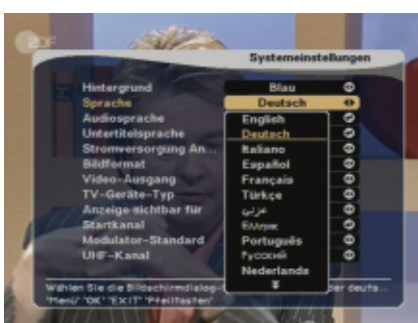 ZDF
Systemeinstellungen
Hintergrund Blau
Sprache Deutsch
Audiosprache English
Untertitelsprache Deutsch
Stromversorgung An... Italiano
Bildformat Español
Video-Ausgang Français
TV-Geräte-Typ Türkçe
Anzeige sichtbar für عربي
Startkanal Ελληνικ
Modulator-Standard Português
UHF-Kanal Русский
Nederlands
Wählen Sie die Bildschirmdialog- der deuts...
"Menü" "OK" "EXIT" "Pfeiltasten"